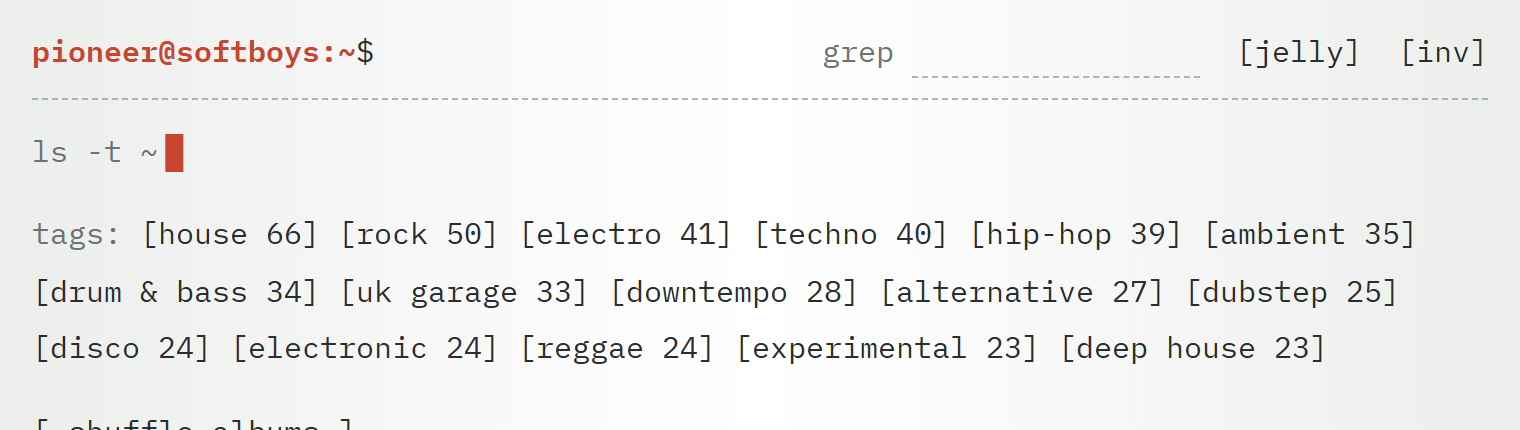 pioneer@softboys:~$ grep [jelly] [inv]
ls -t ~
tags: [house 66] [rock 50] [electro 41] [techno 40] [hip-hop 39] [ambient 35]
[drum & bass 34] [uk garage 33] [downtempo 28] [alternative 27] [dubstep 25]
[disco 24] [electronic 24] [reggae 24] [experimental 23] [deep house 23]
[ shuffle albums ]